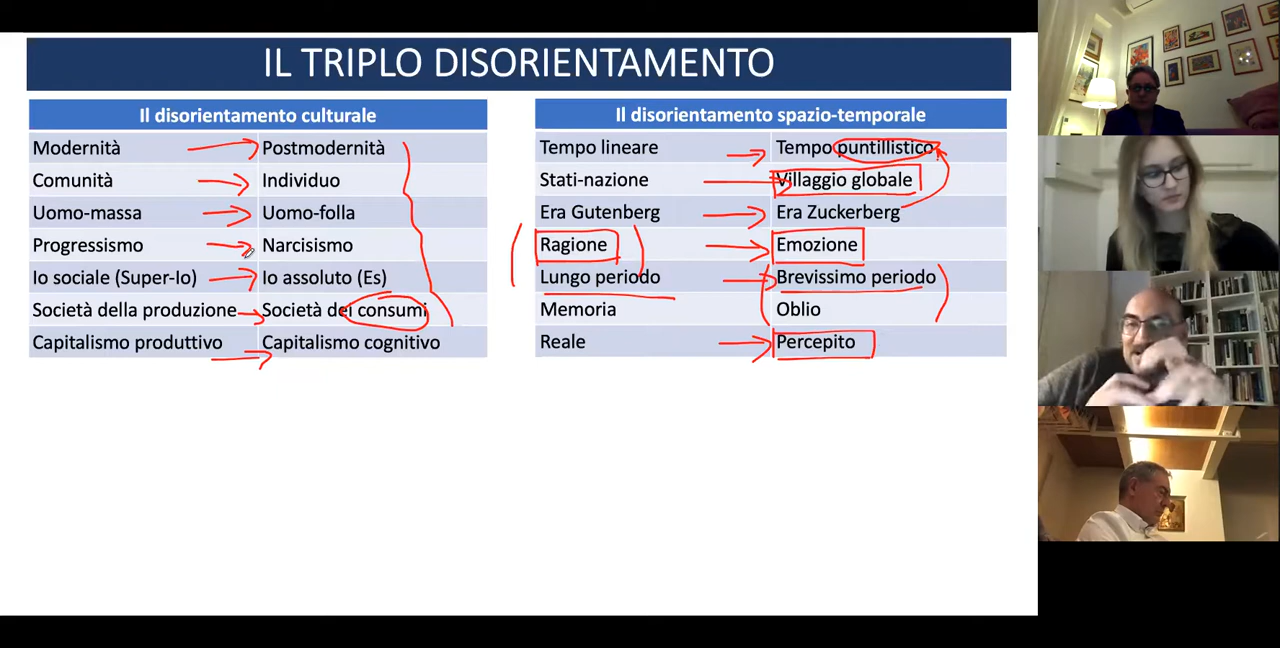 IL TRIPLO DISORIENTAMENTO
Il disorientamento culturale
Modernità Postmodernità
Comunità Individuo
Uomo-massa Uomo-folla
Progressismo Narcisismo
Io sociale (Super-Io) Io assoluto (Es)
Società della produzione Società dei consumi
Capitalismo produttivo Capitalismo cognitivo
Il disorientamento spazio-temporale
Tempo lineare Tempo puntillistico
Stati-nazione Villaggio globale
Era Gutenberg Era Zuckerberg
Ragione Emozione
Lungo periodo Brevissimo periodo
Memoria Oblio
Reale Percepito